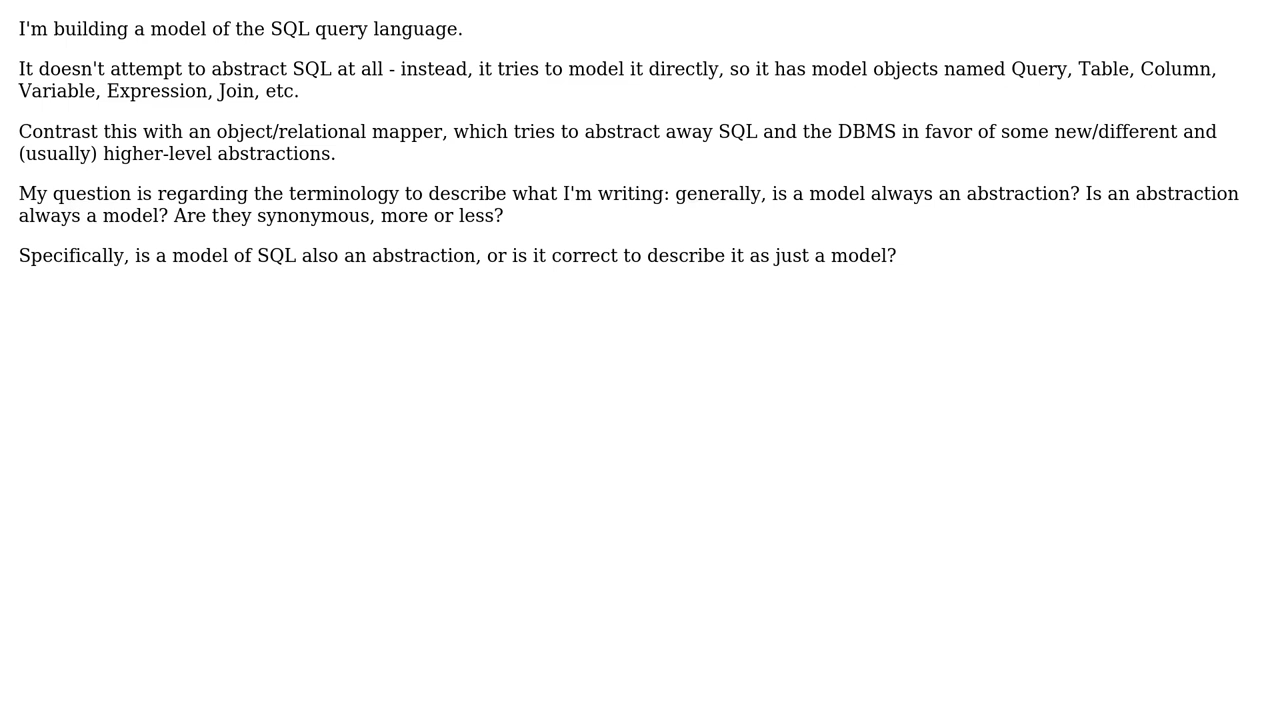 I'm building a model of the SQL query language.
It doesn't attempt to abstract SQL at all - instead, it tries to model it directly, so it has model objects named Query, Table, Column,
Variable, Expression, Join, etc.
Contrast this with an object/relational mapper, which tries to abstract away SQL and the DBMS in favor of some new/different and
(usually) higher-level abstractions.
My question is regarding the terminology to describe what I'm writing: generally, is a model always an abstraction? Is an abstraction
always a model? Are they synonymous, more or less?
Specifically, is a model of SQL also an abstraction, or is it correct to describe it as just a model?